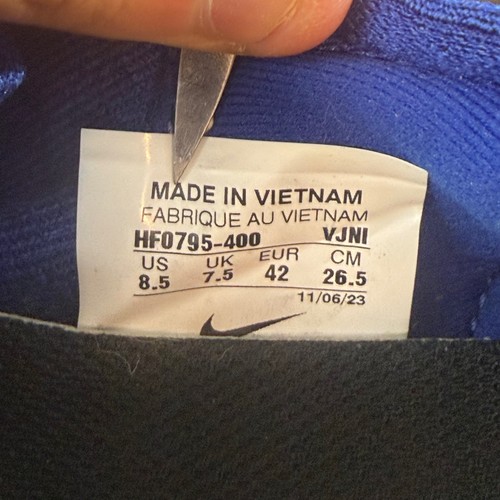 MADE IN VIETNAM
FABRIQUE AU VIETNAM
HF0795-400 VJNI
US UK EUR CM
8.5 7.5 42 26.5
11/06/23